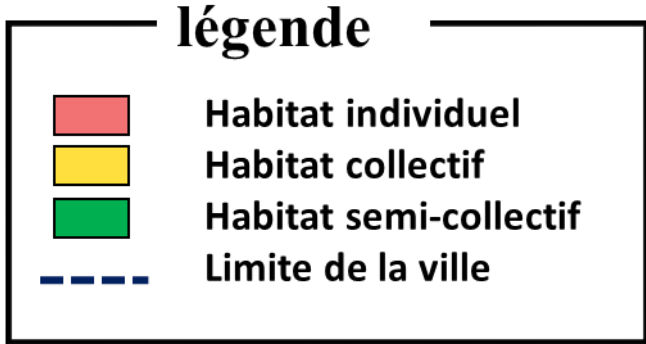 légende
Habitat individuel
Habitat collectif
Habitat semi-collectif
Limite de la ville